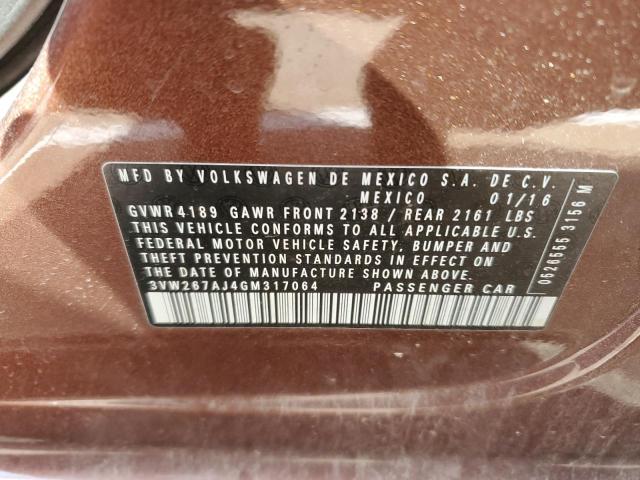 MFD BY VOLKSWAGEN DE MEXICO S.A. DE C.V.
MEXICO 01/16
GVWR 4189 GAWR FRONT 2138 / REAR 2161 LBS
THIS VEHICLE CONFORMS TO ALL APPLICABLE U.S.
FEDERAL MOTOR VEHICLE SAFETY, BUMPER AND
THEFT PREVENTION STANDARDS IN EFFECT ON
THE DATE OF MANUFACTURE SHOWN ABOVE.
3VW267AJ4GM317064 PASSENGER CAR
0526555 3156 M